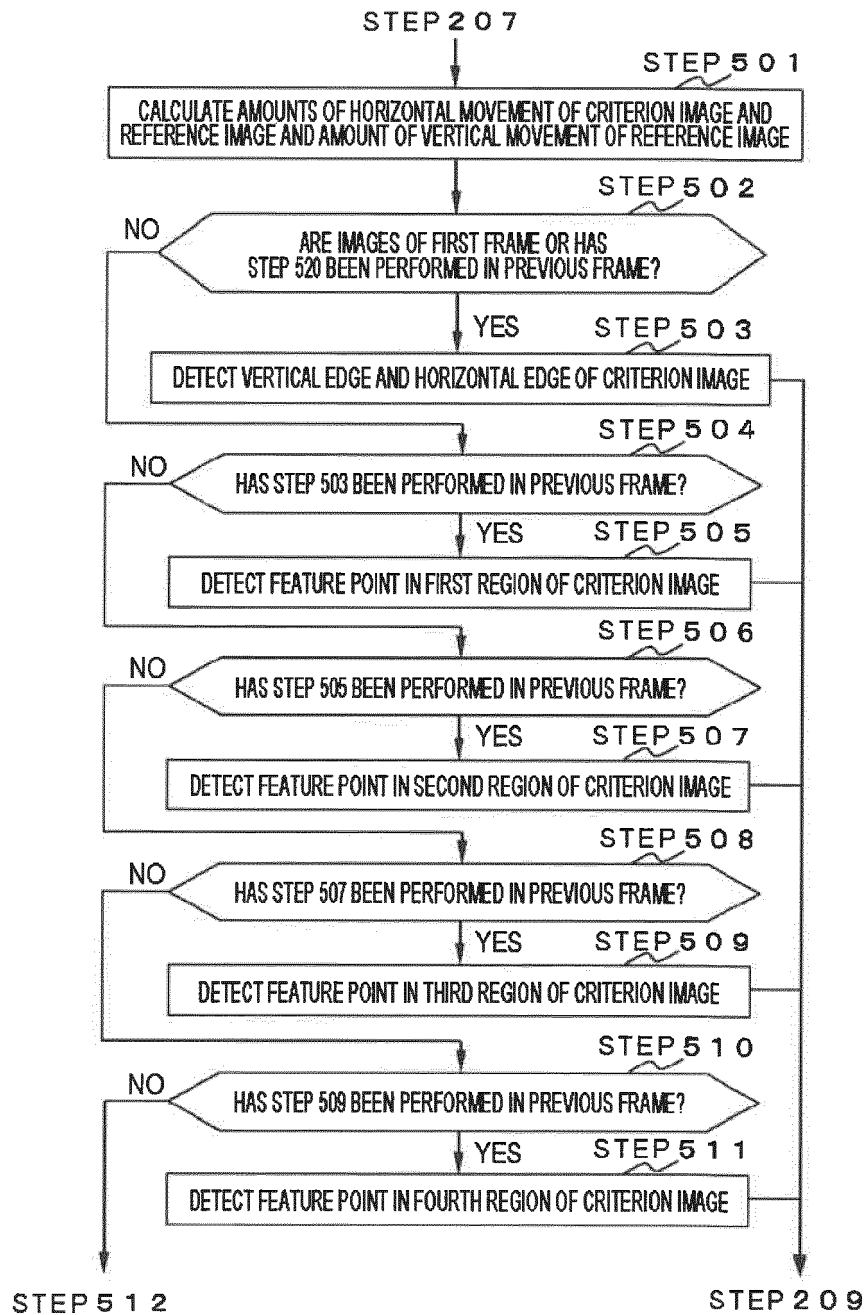 STEP207
STEP501
CALCULATE AMOUNTS OF HORIZONTAL MOVEMENT OF CRITERION IMAGE AND
REFERENCE IMAGE AND AMOUNT OF VERTICAL MOVEMENT OF REFERENCE IMAGE
STEP502
NO
ARE IMAGES OF FIRST FRAME OR HAS
STEP 520 BEEN PERFORMED IN PREVIOUS FRAME?
YES
STEP503
DETECT VERTICAL EDGE AND HORIZONTAL EDGE OF CRITERION IMAGE
STEP504
NO
HAS STEP 503 BEEN PERFORMED IN PREVIOUS FRAME?
YES
STEP505
DETECT FEATURE POINT IN FIRST REGION OF CRITERION IMAGE
STEP506
NO
HAS STEP 505 BEEN PERFORMED IN PREVIOUS FRAME?
YES
STEP507
DETECT FEATURE POINT IN SECOND REGION OF CRITERION IMAGE
STEP508
NO
HAS STEP 507 BEEN PERFORMED IN PREVIOUS FRAME?
YES
STEP509
DETECT FEATURE POINT IN THIRD REGION OF CRITERION IMAGE
STEP510
NO
HAS STEP 509 BEEN PERFORMED IN PREVIOUS FRAME?
YES
STEP511
DETECT FEATURE POINT IN FOURTH REGION OF CRITERION IMAGE
STEP512
STEP209